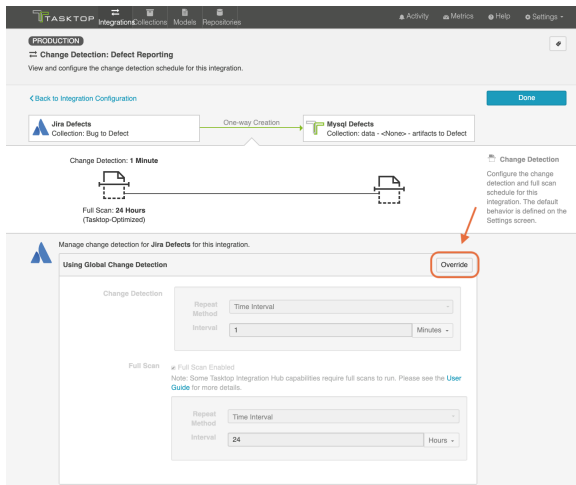 TASKTOP
Integrations
Collections
Models
Repositories
Activity
Metrics
Help
Settings
PRODUCTION
Change Detection: Defect Reporting
View and configure the change detection schedule for this integration.
Back to Integration Configuration
Done
Jira Defects
Collection: Bug to Defect
One-way Creation
Mysql Defects
Collection: data - <None> - artifacts to Defect
Change Detection: 1 Minute
Full Scan: 24 Hours
(Tasktop-Optimized)
Change Detection
Configure the change
detection and full scan
schedule for this
integration. The default
behavior is defined on the
Settings screen.
Manage change detection for Jira Defects for this integration.
Using Global Change Detection
Override
Change Detection
Repeat
Method
Time Interval
Interval
1
Minutes
Full Scan
Full Scan Enabled
Note: Some Tasktop Integration Hub capabilities require full scans to run. Please see the User
Guide for more details.
Repeat
Method
Time Interval
Interval
24
Hours